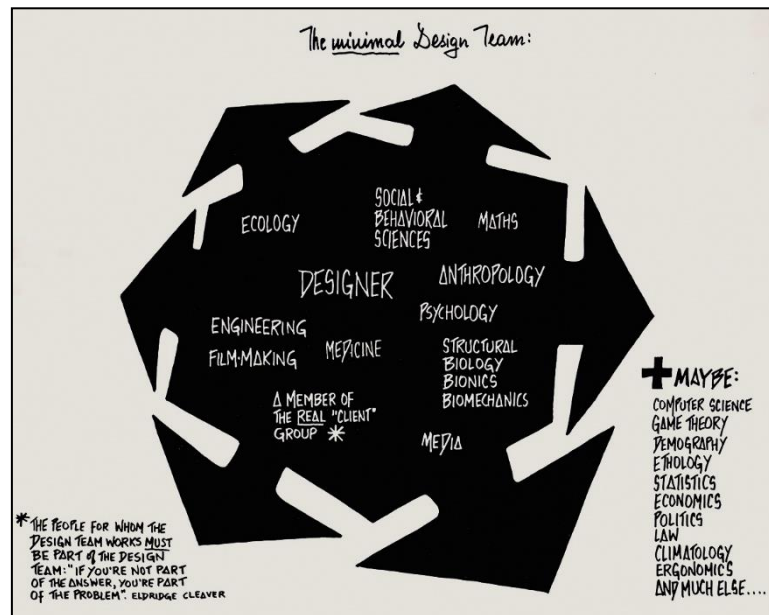 The minimal Design Team:
ECOLOGY
SOCIAL &
BEHAVIORAL
SCIENCES
MATHS
DESIGNER
ANTHROPOLOGY
PSYCHOLOGY
ENGINEERING
FILM-MAKING
MEDICINE
STRUCTURAL
BIOLOGY
BIONICS
BIOMECHANICS
A MEMBER OF
THE REAL "CLIENT"
GROUP *
MEDIA
+ MAYBE:
COMPUTER SCIENCE
GAME THEORY
DEMOGRAPHY
ETHOLOGY
STATISTICS
ECONOMICS
POLITICS
LAW
CLIMATOLOGY
ERGONOMICS
AND MUCH ELSE....
* THE PEOPLE FOR WHOM THE
DESIGN TEAM WORKS MUST
BE PART of the DESIGN
TEAM: "IF YOU'RE NOT PART
OF THE ANSWER, YOU'RE PART
OF THE PROBLEM". ELDRIDGE CLEAVER